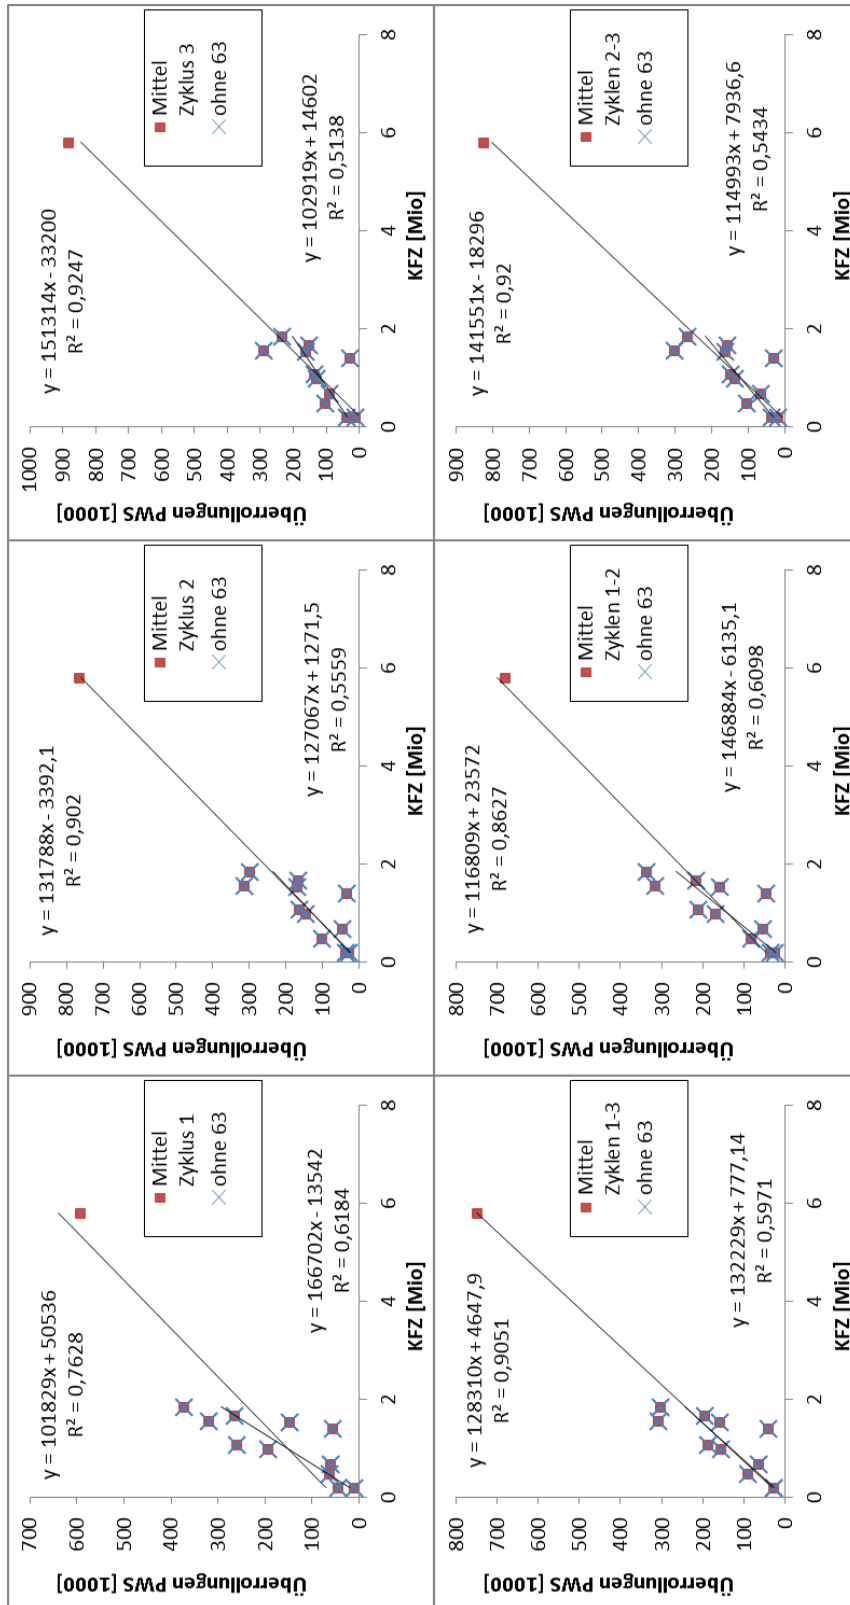 700
600
500
400
300
200
100
0
0
2
4
6
8
Überrollungen PWS [1000]
KFZ [Mio]
y = 101829x + 50536
R² = 0,7628
y = 166702x - 13542
R² = 0,6184
Mittel
Zyklus 1
ohne 63
900
800
700
600
500
400
300
200
100
0
0
2
4
6
8
Überrollungen PWS [1000]
KFZ [Mio]
y = 131788x - 3392,1
R² = 0,902
y = 127067x + 1271,5
R² = 0,5559
Mittel
Zyklus 2
ohne 63
1000
900
800
700
600
500
400
300
200
100
0
0
2
4
6
8
Überrollungen PWS [1000]
KFZ [Mio]
y = 151314x - 33200
R² = 0,9247
y = 102919x + 14602
R² = 0,5138
Mittel
Zyklus 3
ohne 63
800
700
600
500
400
300
200
100
0
0
2
4
6
8
Überrollungen PWS [1000]
KFZ [Mio]
y = 128310x + 4647,9
R² = 0,9051
y = 132229x + 777,14
R² = 0,5971
Mittel
Zyklen 1-3
ohne 63
800
700
600
500
400
300
200
100
0
0
2
4
6
8
Überrollungen PWS [1000]
KFZ [Mio]
y = 116809x + 23572
R² = 0,8627
y = 146884x - 6135,1
R² = 0,6098
Mittel
Zyklen 1-2
ohne 63
900
800
700
600
500
400
300
200
100
0
0
2
4
6
8
Überrollungen PWS [1000]
KFZ [Mio]
y = 141551x - 18296
R² = 0,92
y = 114993x + 7936,6
R² = 0,5434
Mittel
Zyklen 2-3
ohne 63